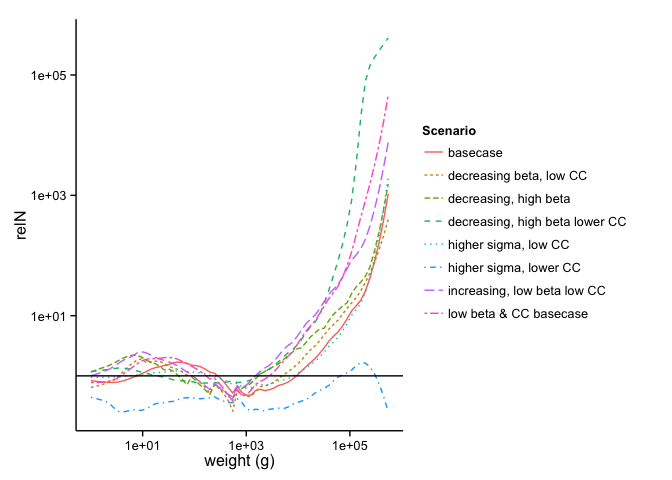 1e+05
1e+03
1e+01
relN
1e+01
1e+03
1e+05
weight (g)
Scenario
basecase
decreasing beta, low CC
decreasing, high beta
decreasing, high beta lower CC
higher sigma, low CC
higher sigma, lower CC
increasing, low beta low CC
low beta & CC basecase